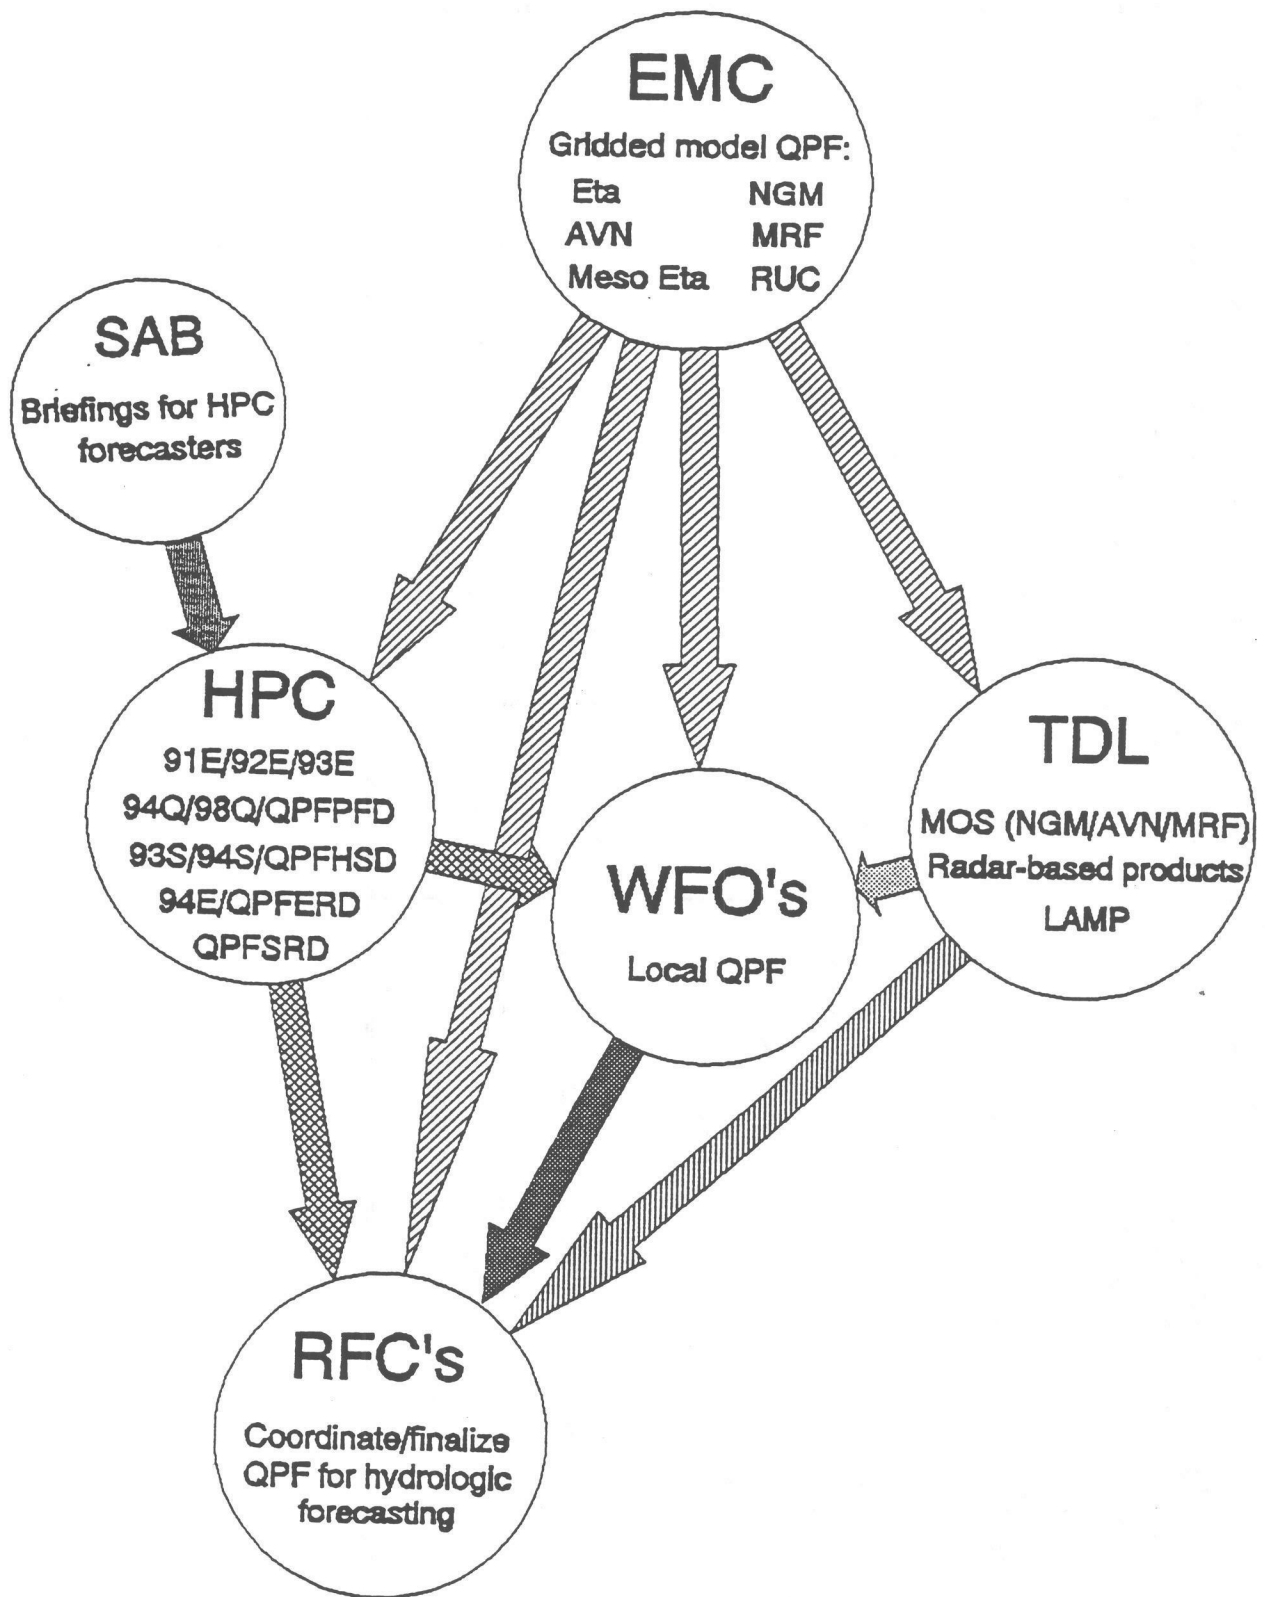 EMC
Gridded model QPF:
Eta NGM
AVN MRF
Meso Eta RUC
SAB
Briefings for HPC
forecasters
HPC
91E/92E/93E
94Q/98Q/QPFPFD
93S/94S/QPFHSD
94E/QPFERD
QPFSRD
TDL
MOS (NGM/AVN/MRF)
Radar-based products
LAMP
WFO's
Local QPF
RFC's
Coordinate/finalize
QPF for hydrologic
forecasting